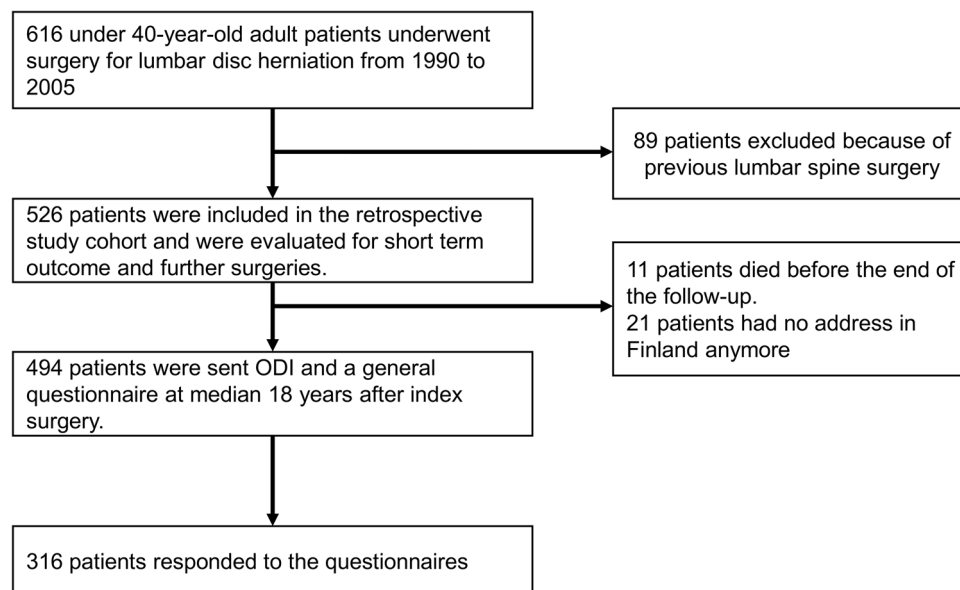 616 under 40-year-old adult patients underwent
surgery for lumbar disc herniation from 1990 to
2005
89 patients excluded because of
previous lumbar spine surgery
526 patients were included in the retrospective
study cohort and were evaluated for short term
outcome and further surgeries.
11 patients died before the end of
the follow-up.
21 patients had no address in
Finland anymore
494 patients were sent ODI and a general
questionnaire at median 18 years after index
surgery.
316 patients responded to the questionnaires